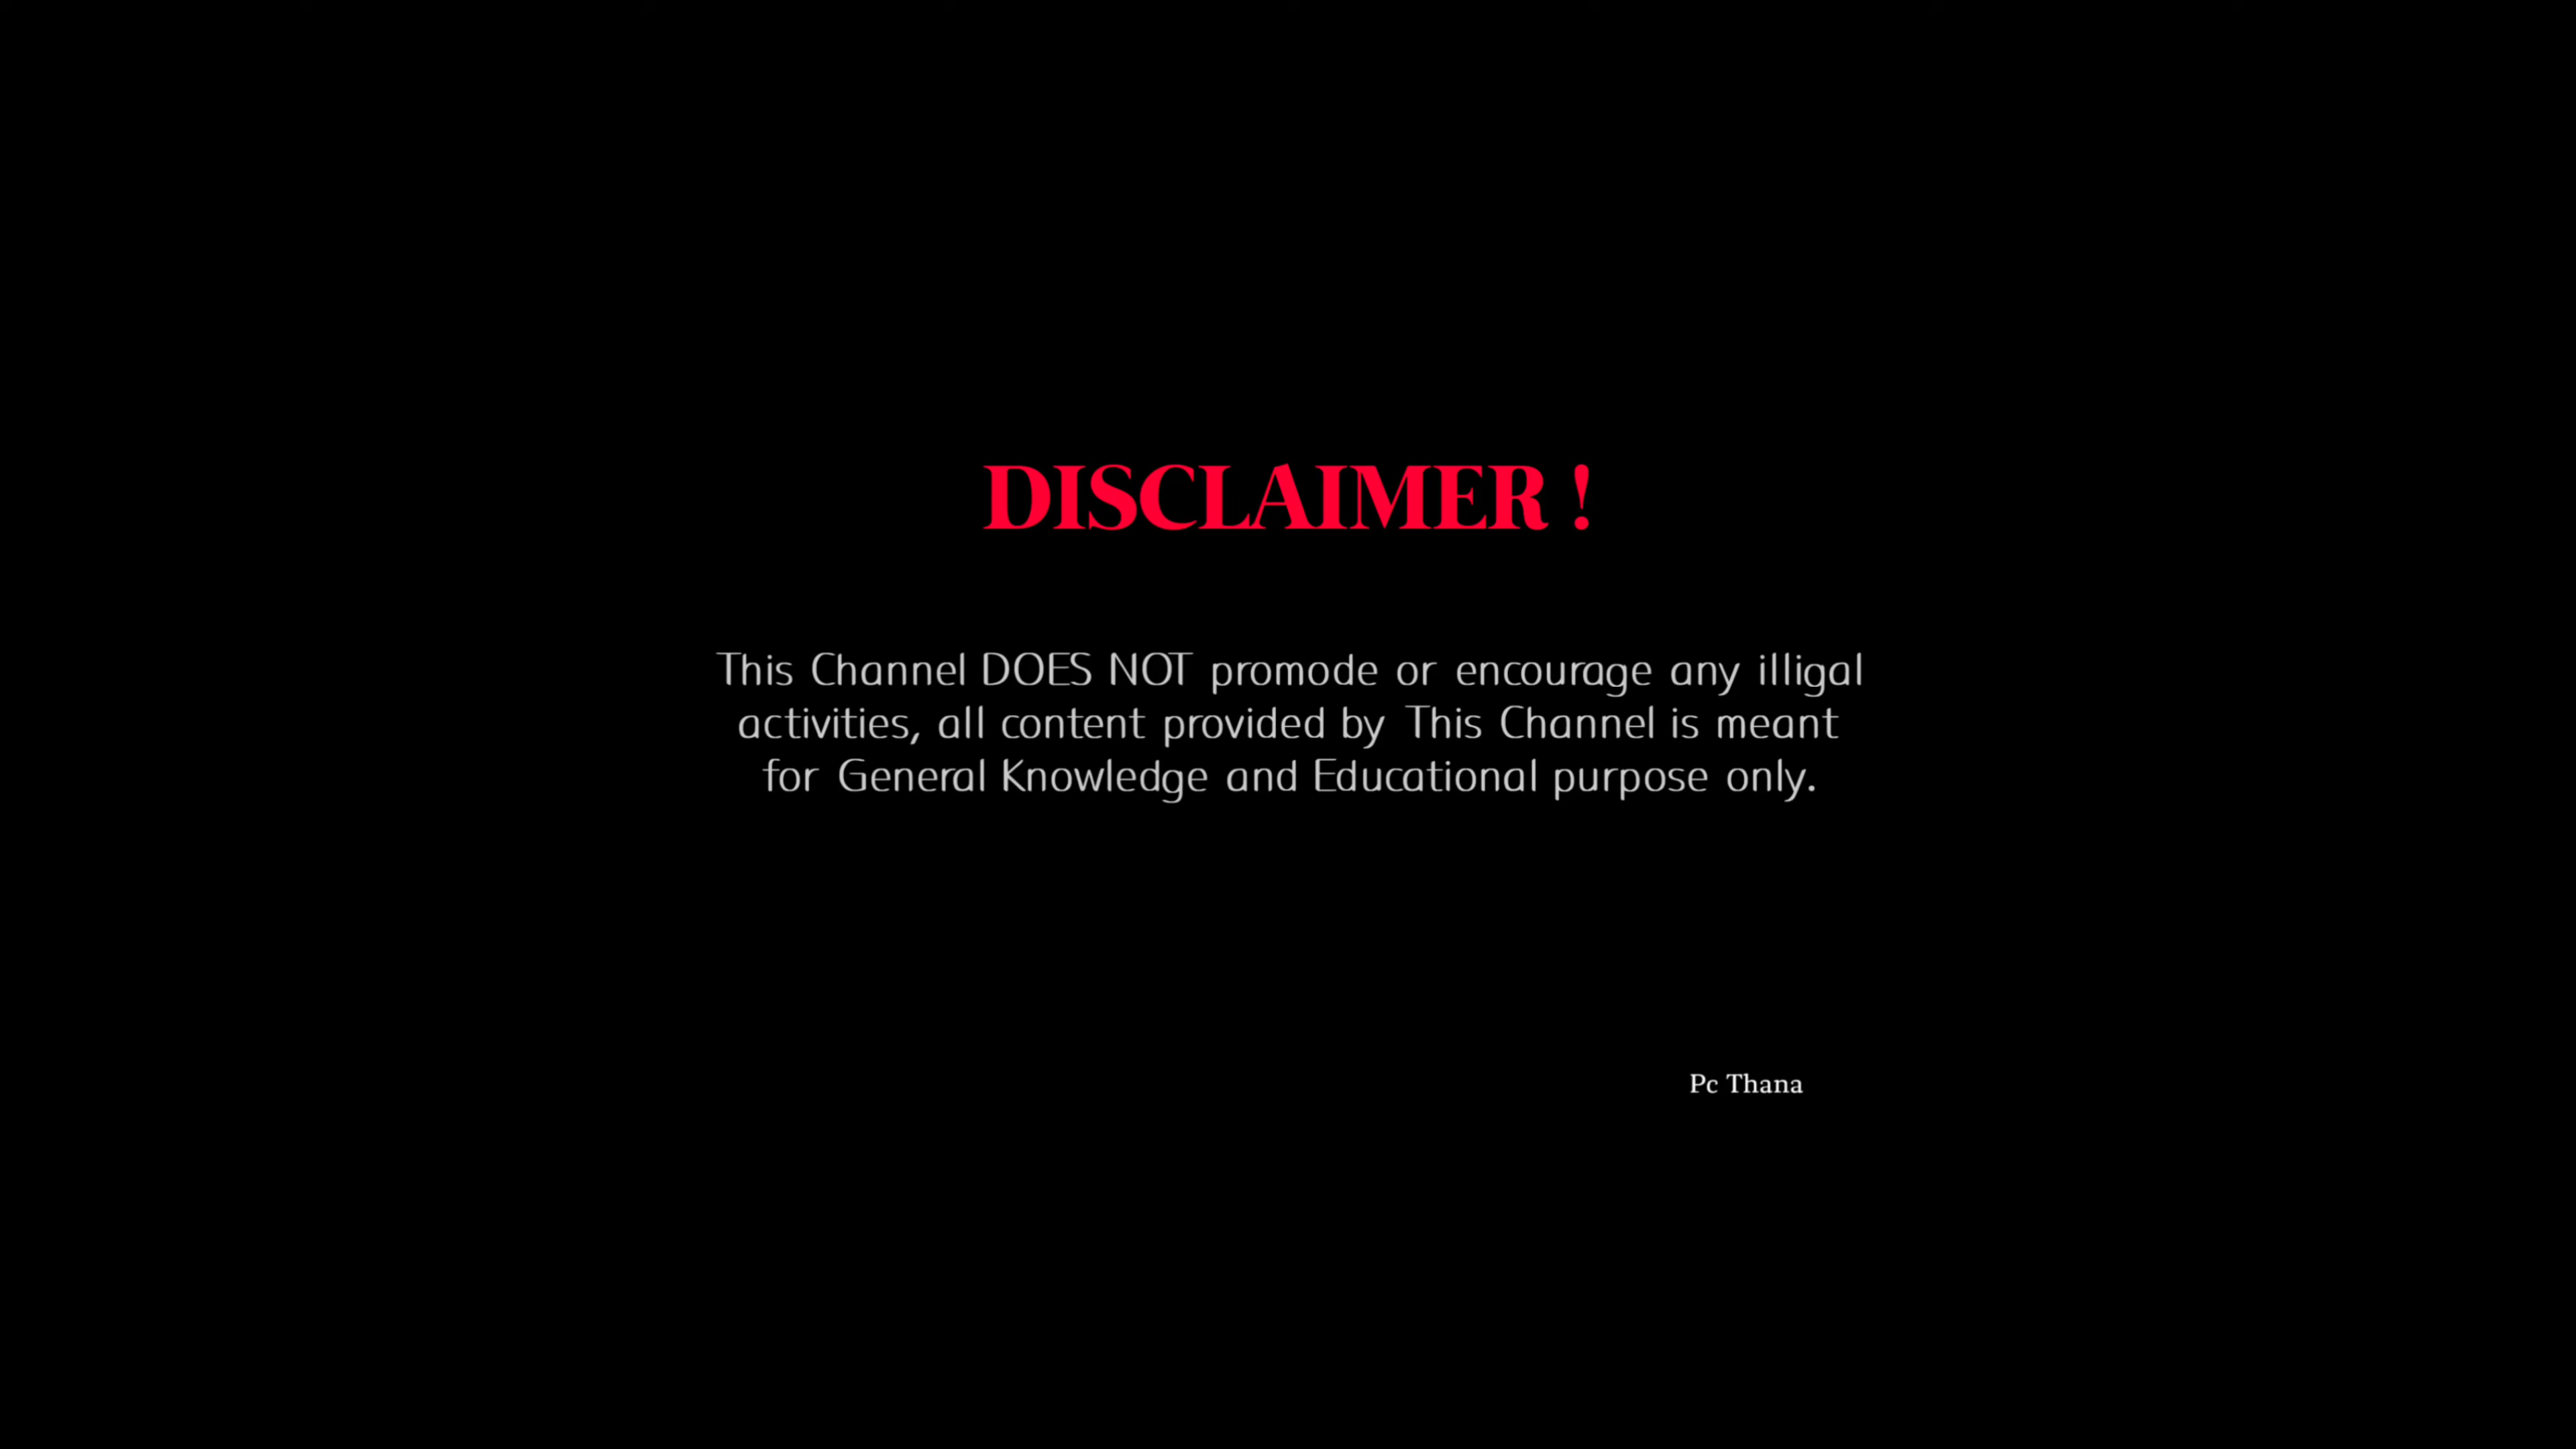 DISCLAIMER !
This Channel DOES NOT promode or encourage any illigal
activities, all content provided by This Channel is meant
for General Knowledge and Educational purpose only.
Pc Thana